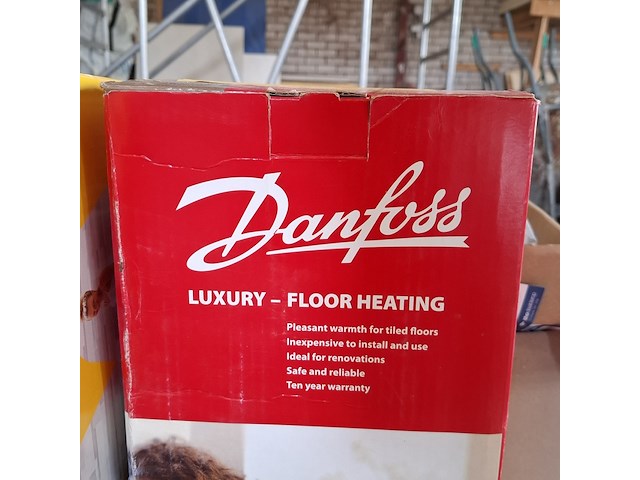 Danfoss
LUXURY – FLOOR HEATING
Pleasant warmth for tiled floors
Inexpensive to install and use
Ideal for renovations
Safe and reliable
Ten year warranty